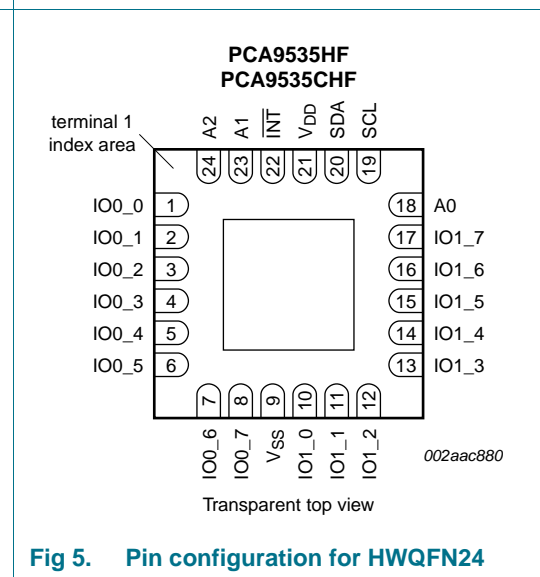 PCA9535HF
PCA9535CHF
terminal 1
index area
A2
A1
INT
VDD
SDA
SCL
24
23
22
21
20
19
IO0_0 1
IO0_1 2
IO0_2 3
IO0_3 4
IO0_4 5
IO0_5 6
18 A0
17 IO1_7
16 IO1_6
15 IO1_5
14 IO1_4
13 IO1_3
7
8
9
10
11
12
IO0_6
IO0_7
VSS
IO1_0
IO1_1
IO1_2
002aac880
Transparent top view
Fig 5. Pin configuration for HWQFN24